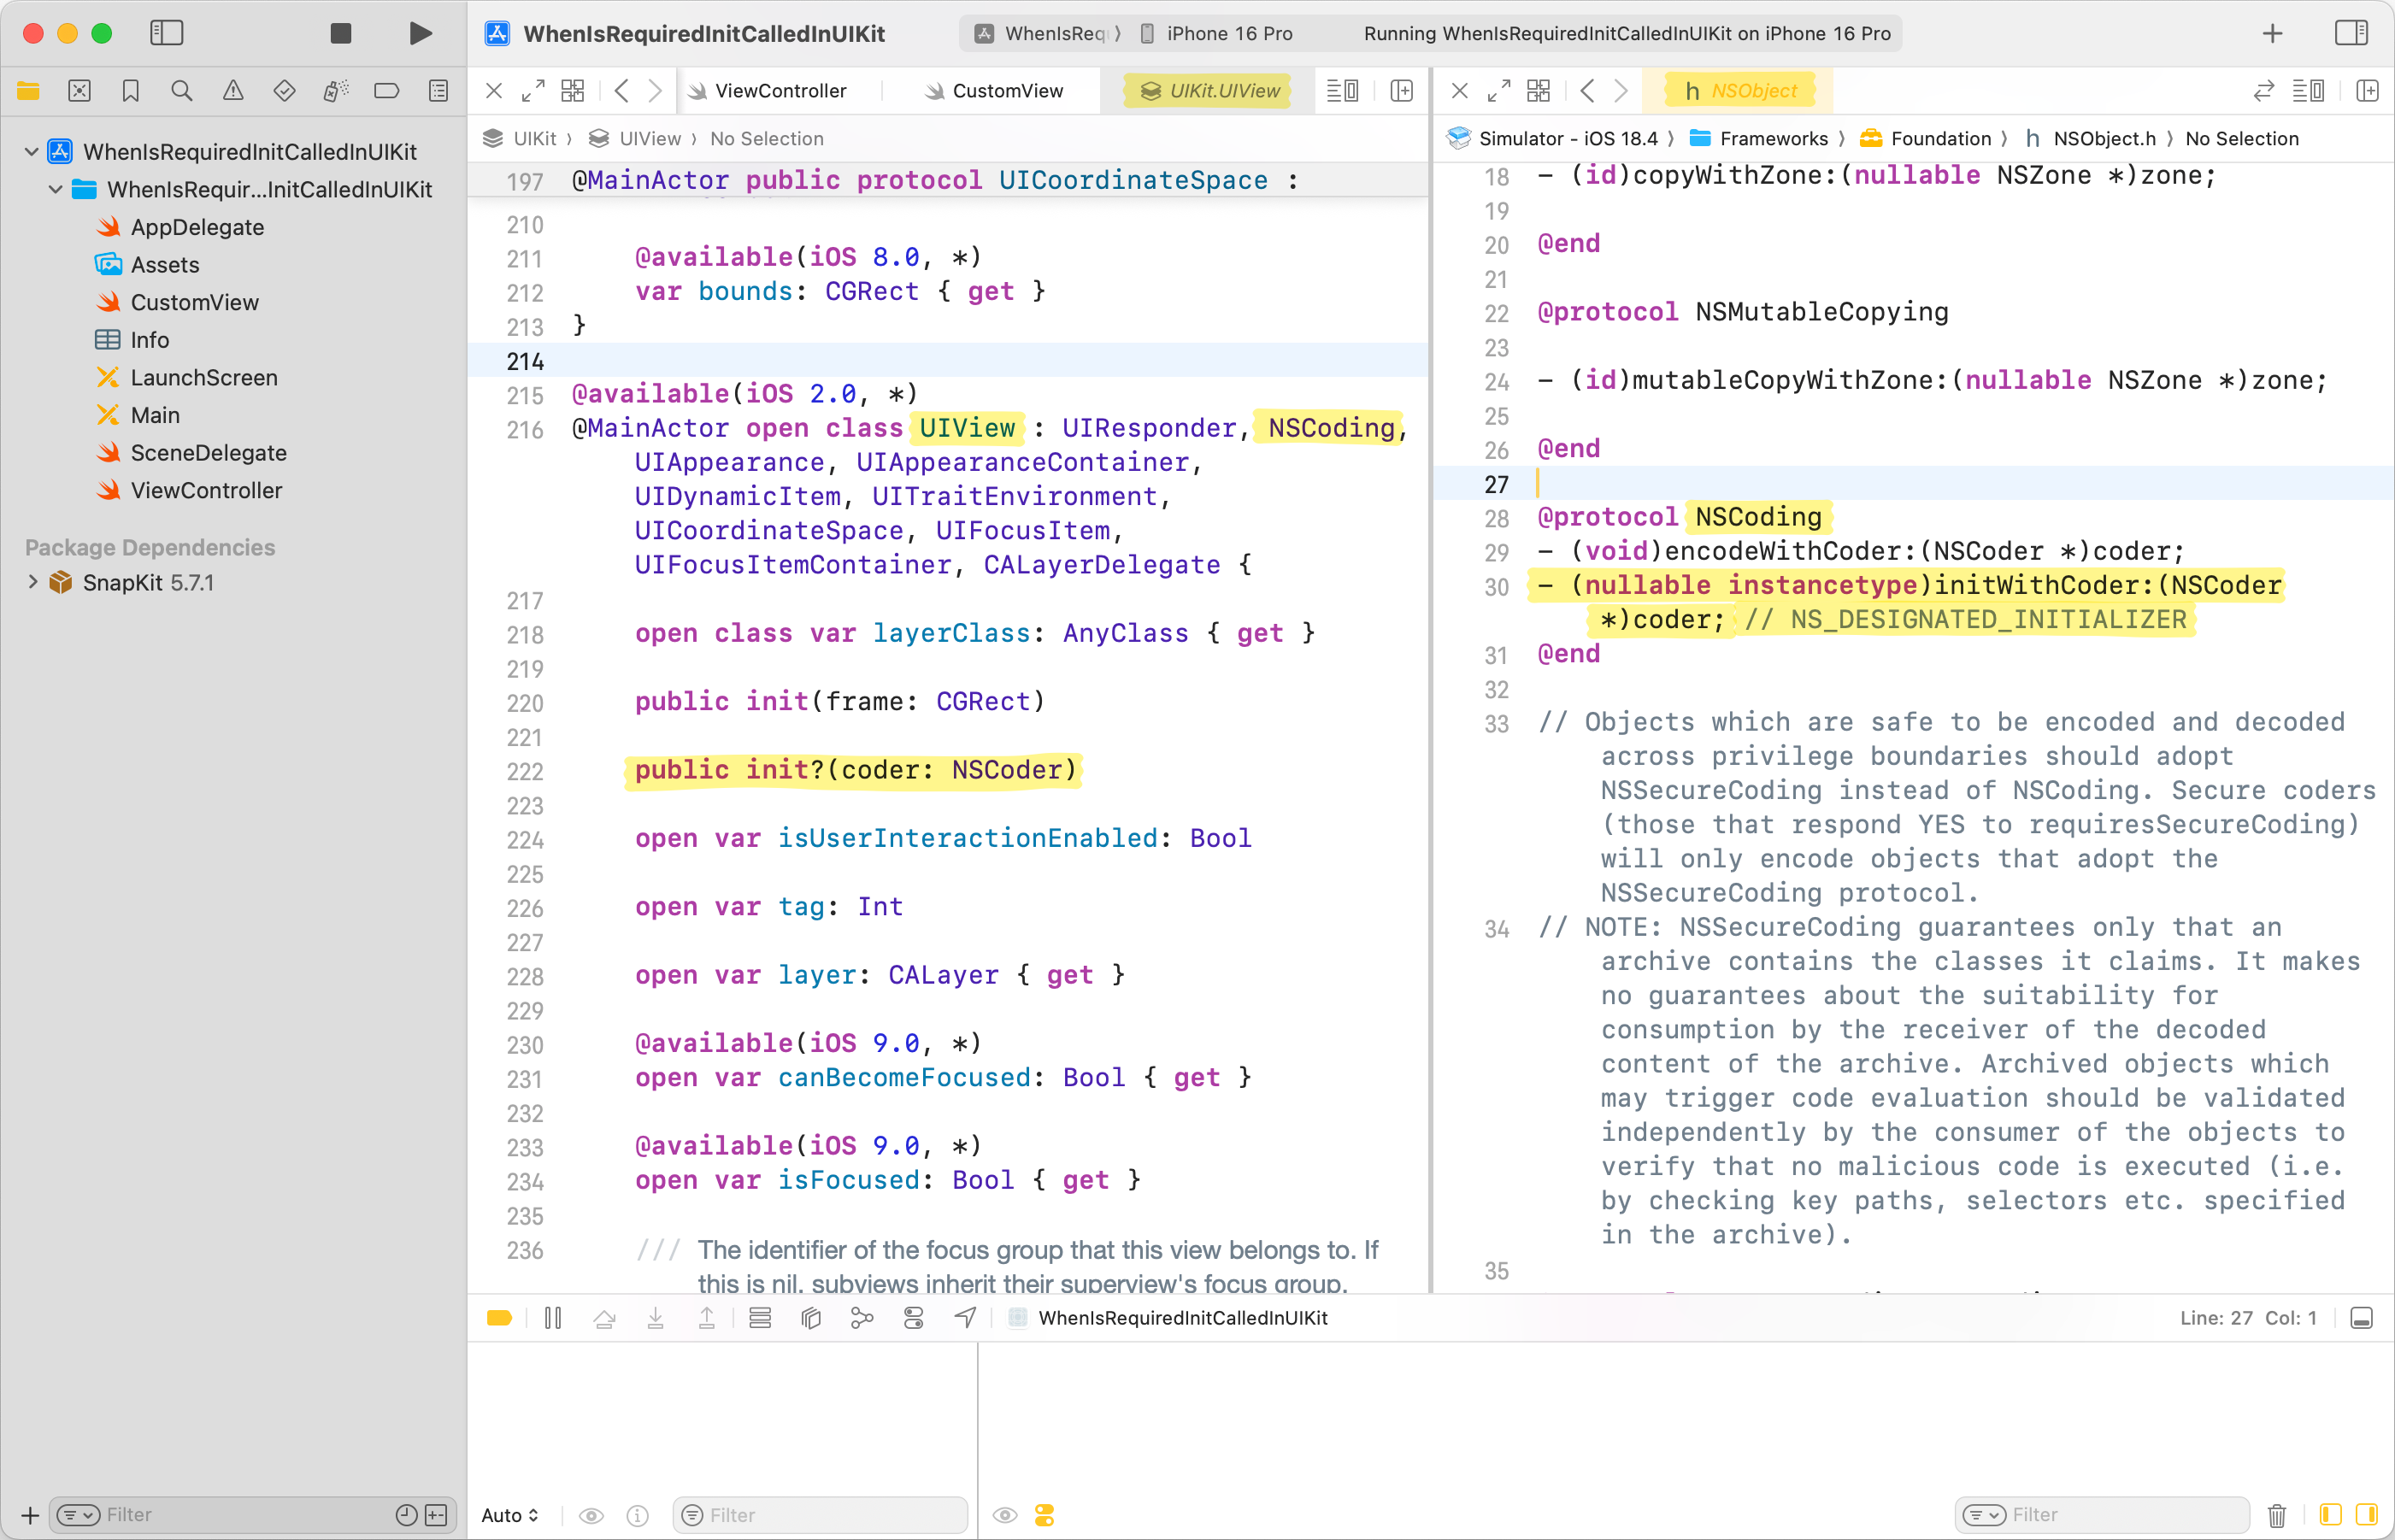 WhenIsRequiredInitCalledInUIKit
WhenIsReq
iPhone 16 Pro
Running WhenIsRequiredInitCalledInUIKit on iPhone 16 Pro
ViewController
CustomView
UIKit.UIView
h NSObject
UIKit 〉 UIView 〉 No Selection
Simulator - iOS 18.4 〉 Frameworks 〉 Foundation 〉 h NSObject.h 〉 No Selection
WhenIsRequiredInitCalledInUIKit
WhenIsRequir...InitCalledInUIKit
AppDelegate
Assets
CustomView
Info
LaunchScreen
Main
SceneDelegate
ViewController
Package Dependencies
SnapKit 5.7.1
Filter
197 @MainActor public protocol UICoordinateSpace :
210
211 @available(iOS 8.0, *)
212 var bounds: CGRect { get }
213 }
214
215 @available(iOS 2.0, *)
216 @MainActor open class UIView : UIResponder, NSCoding,
UIAppearance, UIAppearanceContainer,
UIDynamicItem, UITraitEnvironment,
UICoordinateSpace, UIFocusItem,
UIFocusItemContainer, CALayerDelegate {
217
218 open class var layerClass: AnyClass { get }
219
220 public init(frame: CGRect)
221
222 public init?(coder: NSCoder)
223
224 open var isUserInteractionEnabled: Bool
225
226 open var tag: Int
227
228 open var layer: CALayer { get }
229
230 @available(iOS 9.0, *)
231 open var canBecomeFocused: Bool { get }
232
233 @available(iOS 9.0, *)
234 open var isFocused: Bool { get }
235
236 /// The identifier of the focus group that this view belongs to. If
this is nil, subviews inherit their superview's focus group.
18 - (id)copyWithZone:(nullable NSZone *)zone;
19
20 @end
21
22 @protocol NSMutableCopying
23
24 - (id)mutableCopyWithZone:(nullable NSZone *)zone;
25
26 @end
27
28 @protocol NSCoding
29 - (void)encodeWithCoder:(NSCoder *)coder;
30 - (nullable instancetype)initWithCoder:(NSCoder
*)coder; // NS_DESIGNATED_INITIALIZER
31 @end
32
33 // Objects which are safe to be encoded and decoded
across privilege boundaries should adopt
NSSecureCoding instead of NSCoding. Secure coders
(those that respond YES to requiresSecureCoding)
will only encode objects that adopt the
NSSecureCoding protocol.
34 // NOTE: NSSecureCoding guarantees only that an
archive contains the classes it claims. It makes
no guarantees about the suitability for
consumption by the receiver of the decoded
content of the archive. Archived objects which
may trigger code evaluation should be validated
independently by the consumer of the objects to
verify that no malicious code is executed (i.e.
by checking key paths, selectors etc. specified
in the archive).
35
WhenIsRequiredInitCalledInUIKit
Line: 27 Col: 1
Auto
Filter
Filter